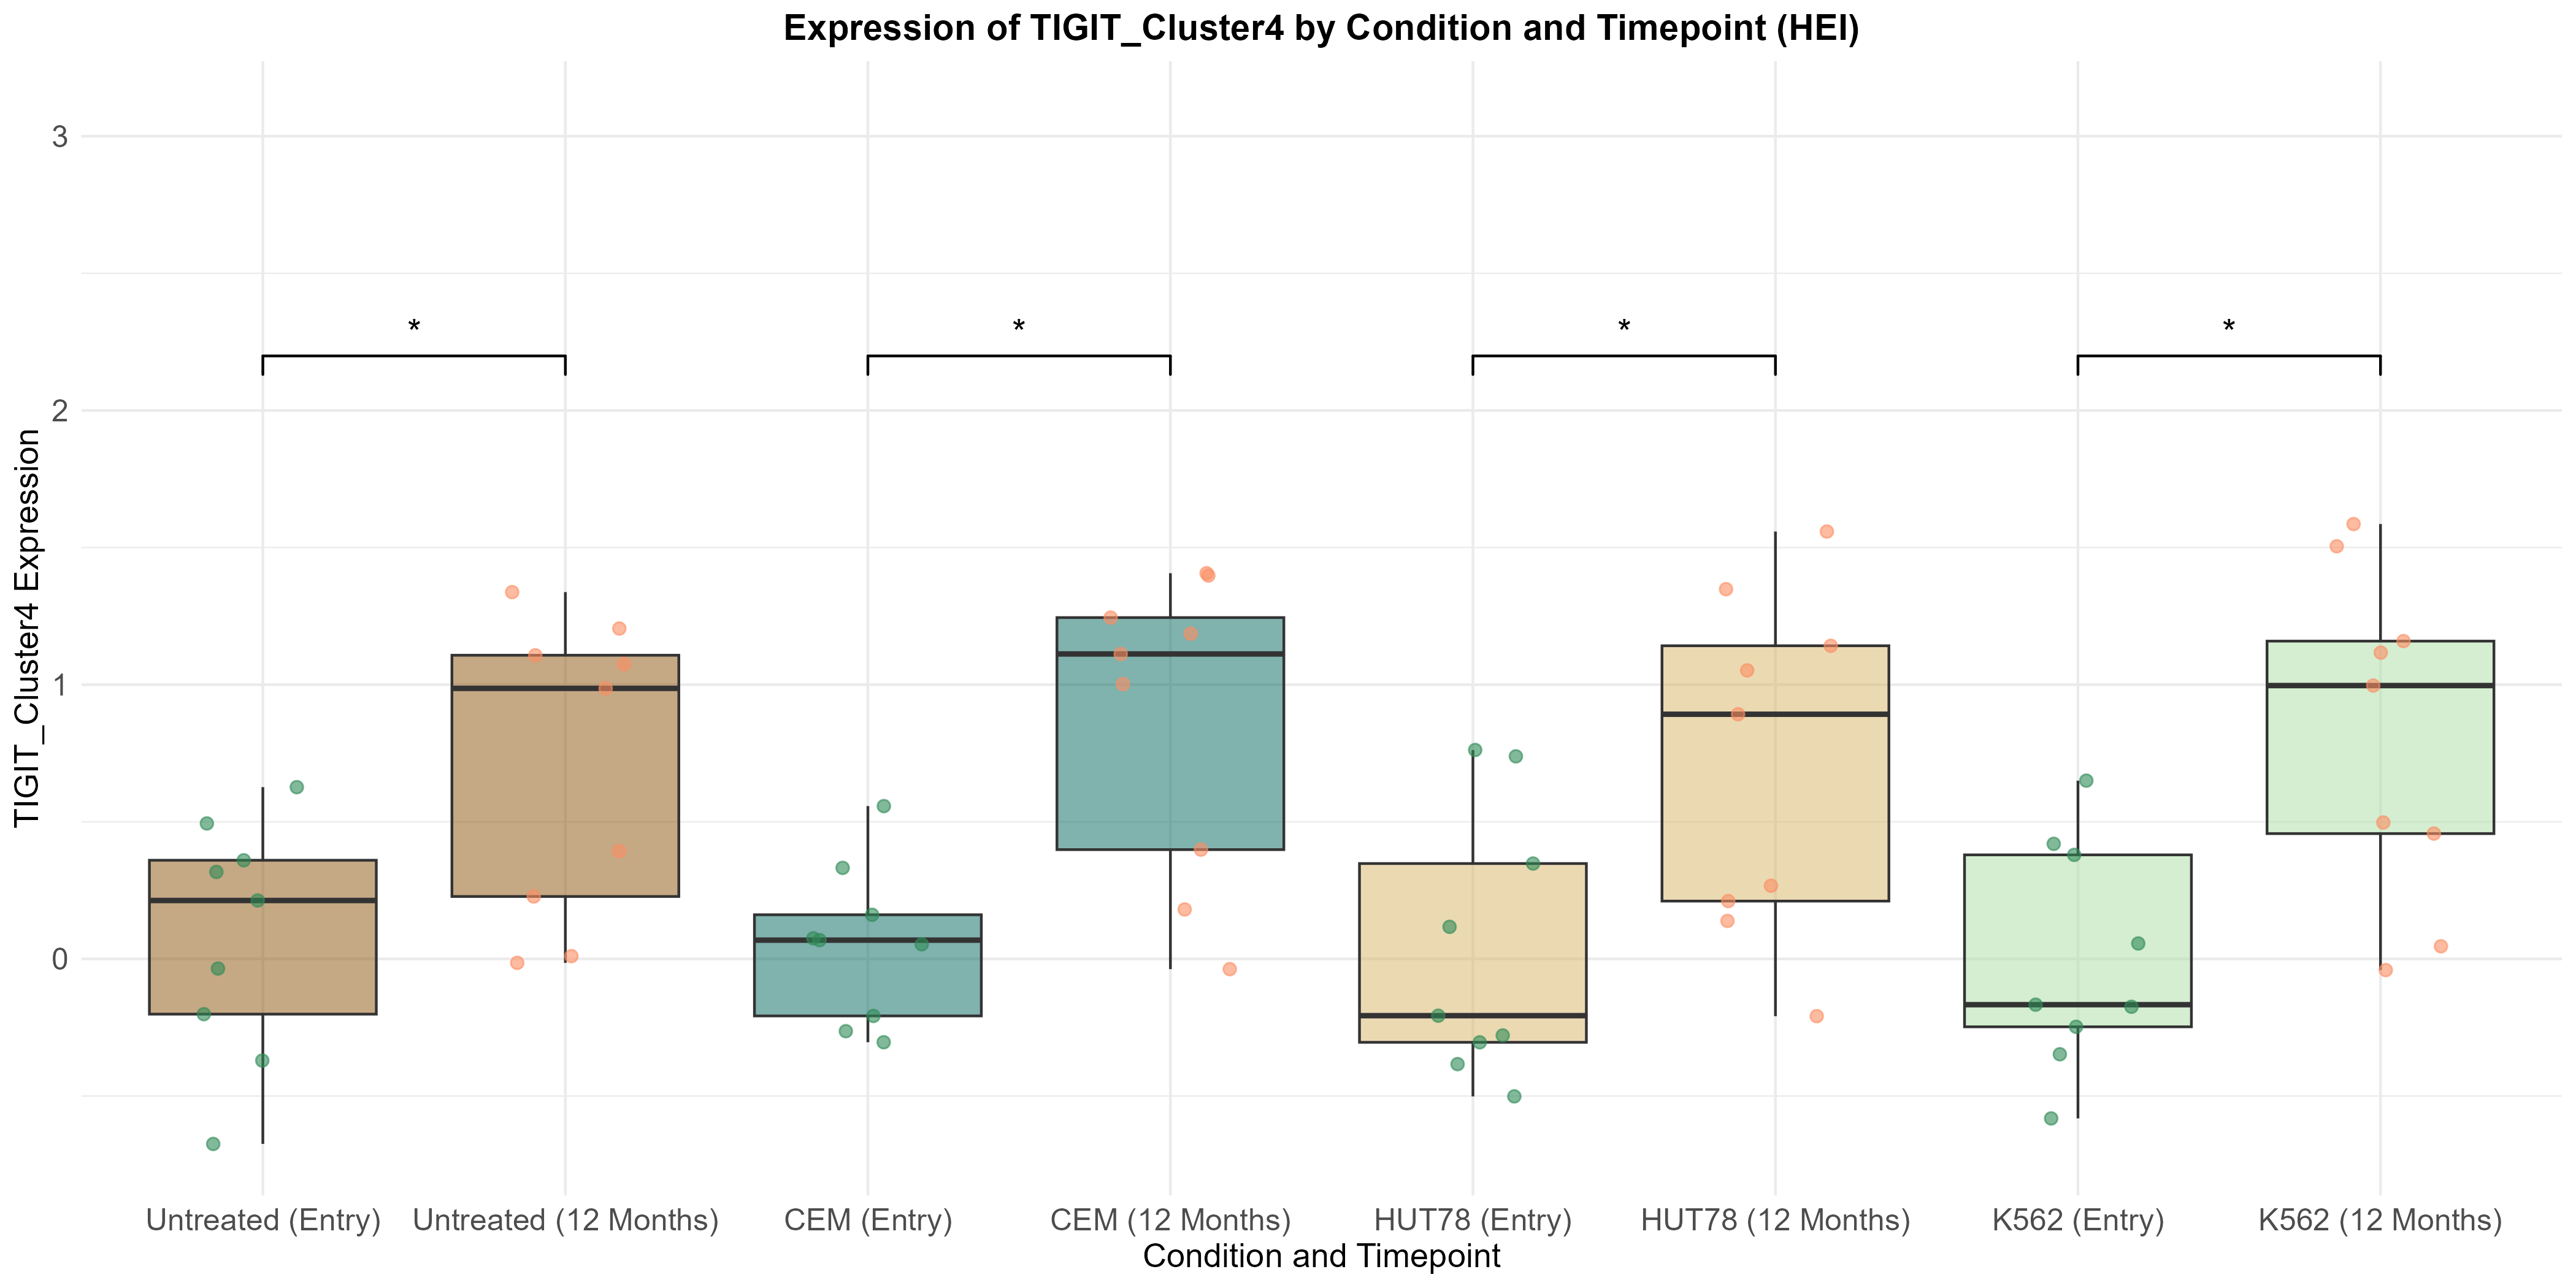 Expression of TIGIT_Cluster4 by Condition and Timepoint (HEI)
3
2
1
0
TIGIT_Cluster4 Expression
* * * *
Untreated (Entry) Untreated (12 Months) CEM (Entry) CEM (12 Months) HUT78 (Entry) HUT78 (12 Months) K562 (Entry) K562 (12 Months)
Condition and Timepoint